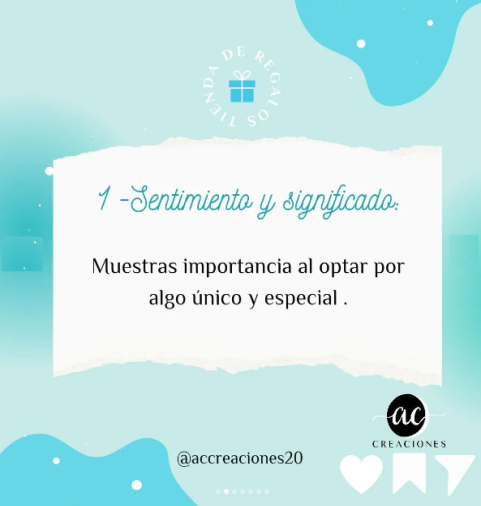 TIENDA DE REGALOS
1 -Sentimiento y significado:
Muestras importancia al optar por
algo único y especial .
ac
CREACIONES
@accreaciones20